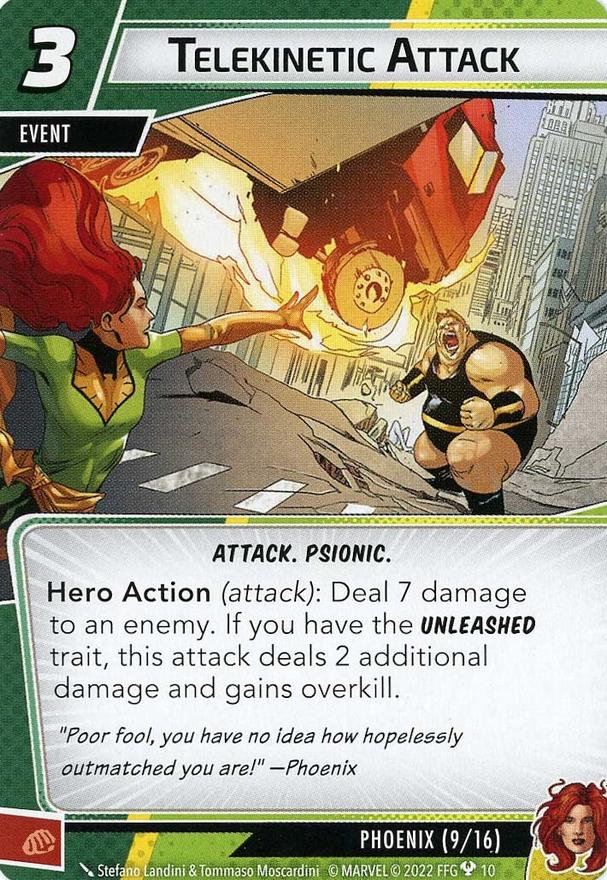 3
TELEKINETIC ATTACK
EVENT
ATTACK. PSIONIC.
Hero Action (attack): Deal 7 damage
to an enemy. If you have the UNLEASHED
trait, this attack deals 2 additional
damage and gains overkill.
"Poor fool, you have no idea how hopelessly
outmatched you are!" —Phoenix
PHOENIX (9/16)
Stefano Landini & Tommaso Moscardini © MARVEL © 2022 FFG 10